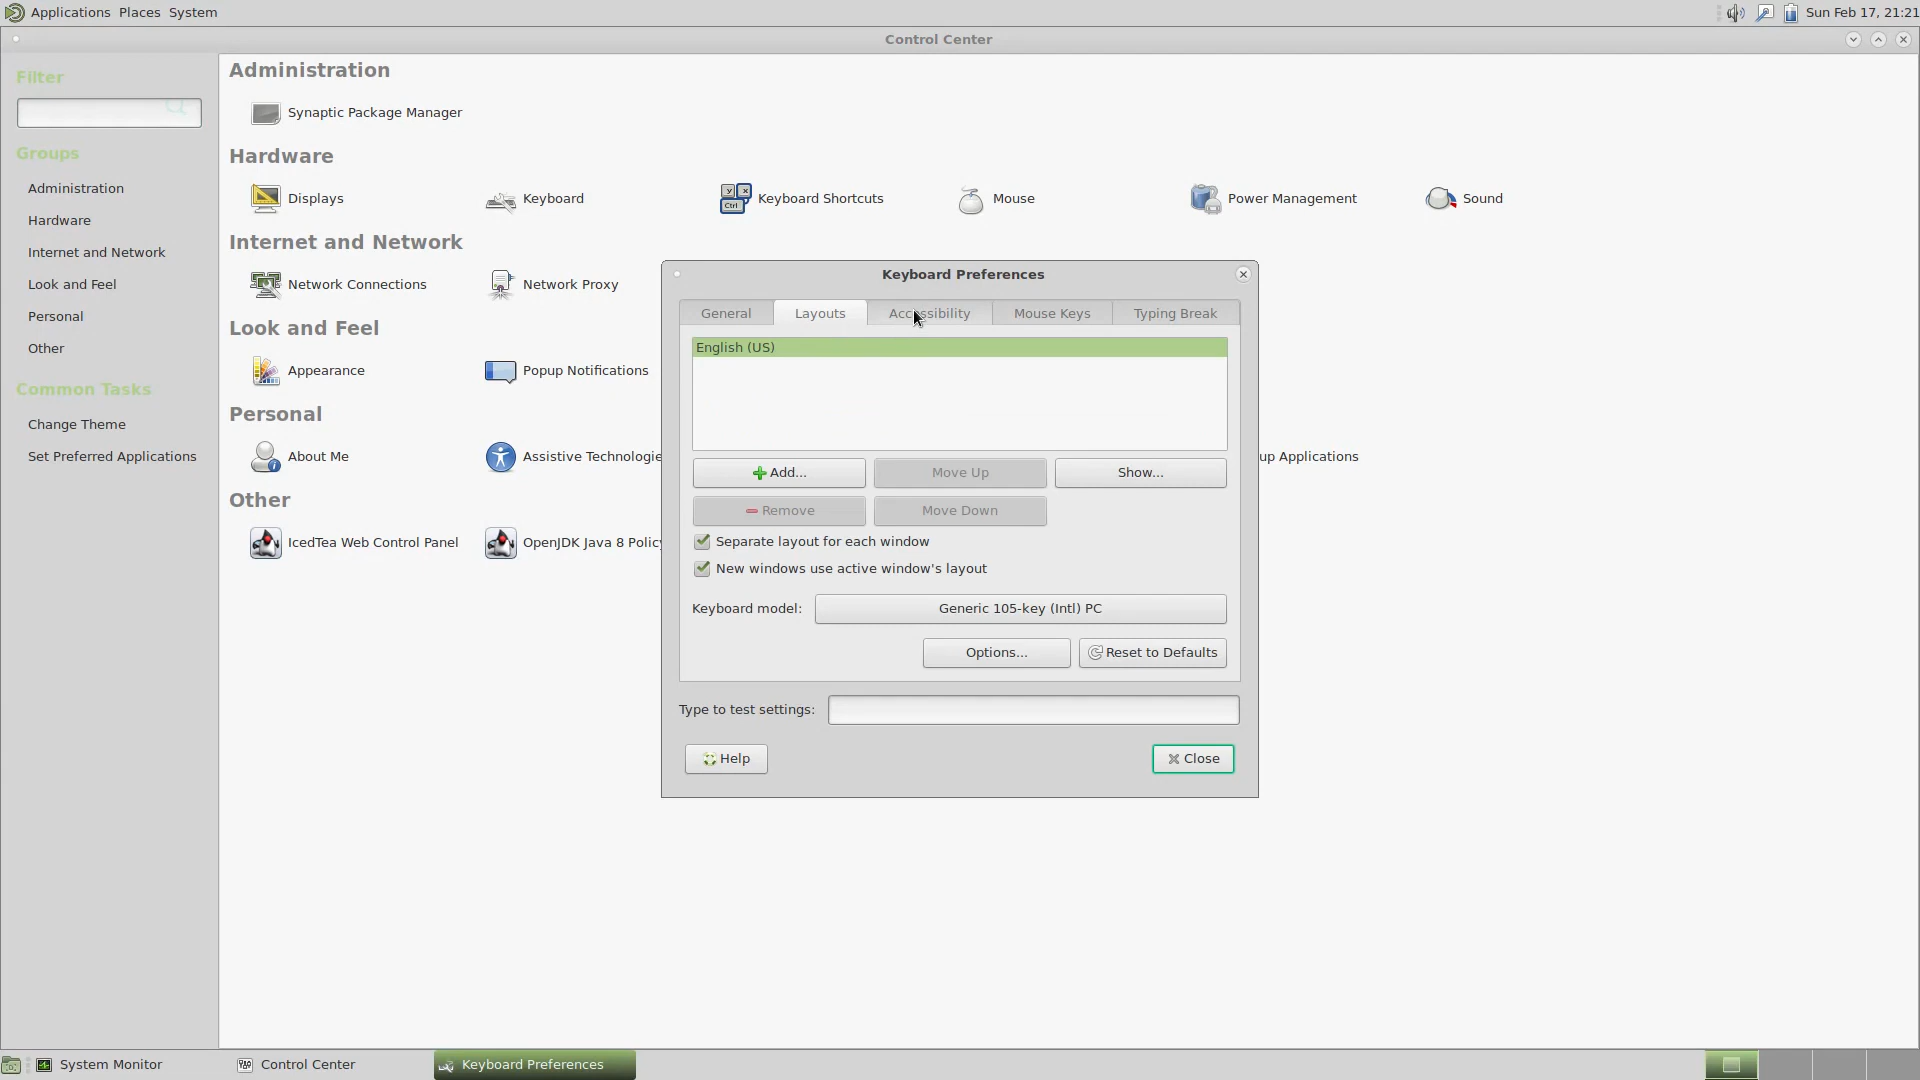 Applications Places System
Sun Feb 17, 21:21
Control Center
Filter
Groups
Administration
Hardware
Internet and Network
Look and Feel
Personal
Other
Common Tasks
Change Theme
Set Preferred Applications
Administration
Synaptic Package Manager
Hardware
Displays Keyboard Keyboard Shortcuts Mouse Power Management Sound
Internet and Network
Network Connections Network Proxy
Look and Feel
Appearance Popup Notifications
Personal
About Me Assistive Technologie up Applications
Other
IcedTea Web Control Panel OpenJDK Java 8 Policy
Keyboard Preferences
General Layouts Accessibility Mouse Keys Typing Break
English (US)
Add... Move Up Show...
Remove Move Down
Separate layout for each window
New windows use active window's layout
Keyboard model: Generic 105-key (Intl) PC
Options... Reset to Defaults
Type to test settings:
Help Close
System Monitor Control Center Keyboard Preferences